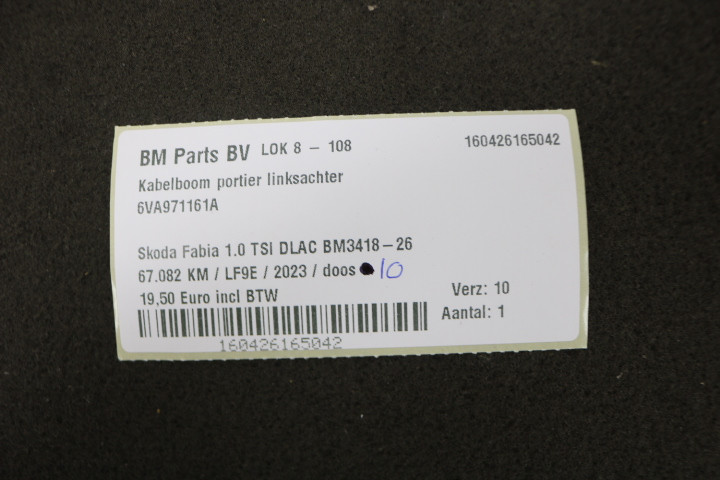 BM Parts BV LOK 8 - 108 160426165042
Kabelboom portier linksachter
6VA971161A
Skoda Fabia 1.0 TSI DLAC BM3418-26
67.082 KM / LF9E / 2023 / doos 10
19,50 Euro incl BTW Verz: 10
Aantal: 1
160426165042